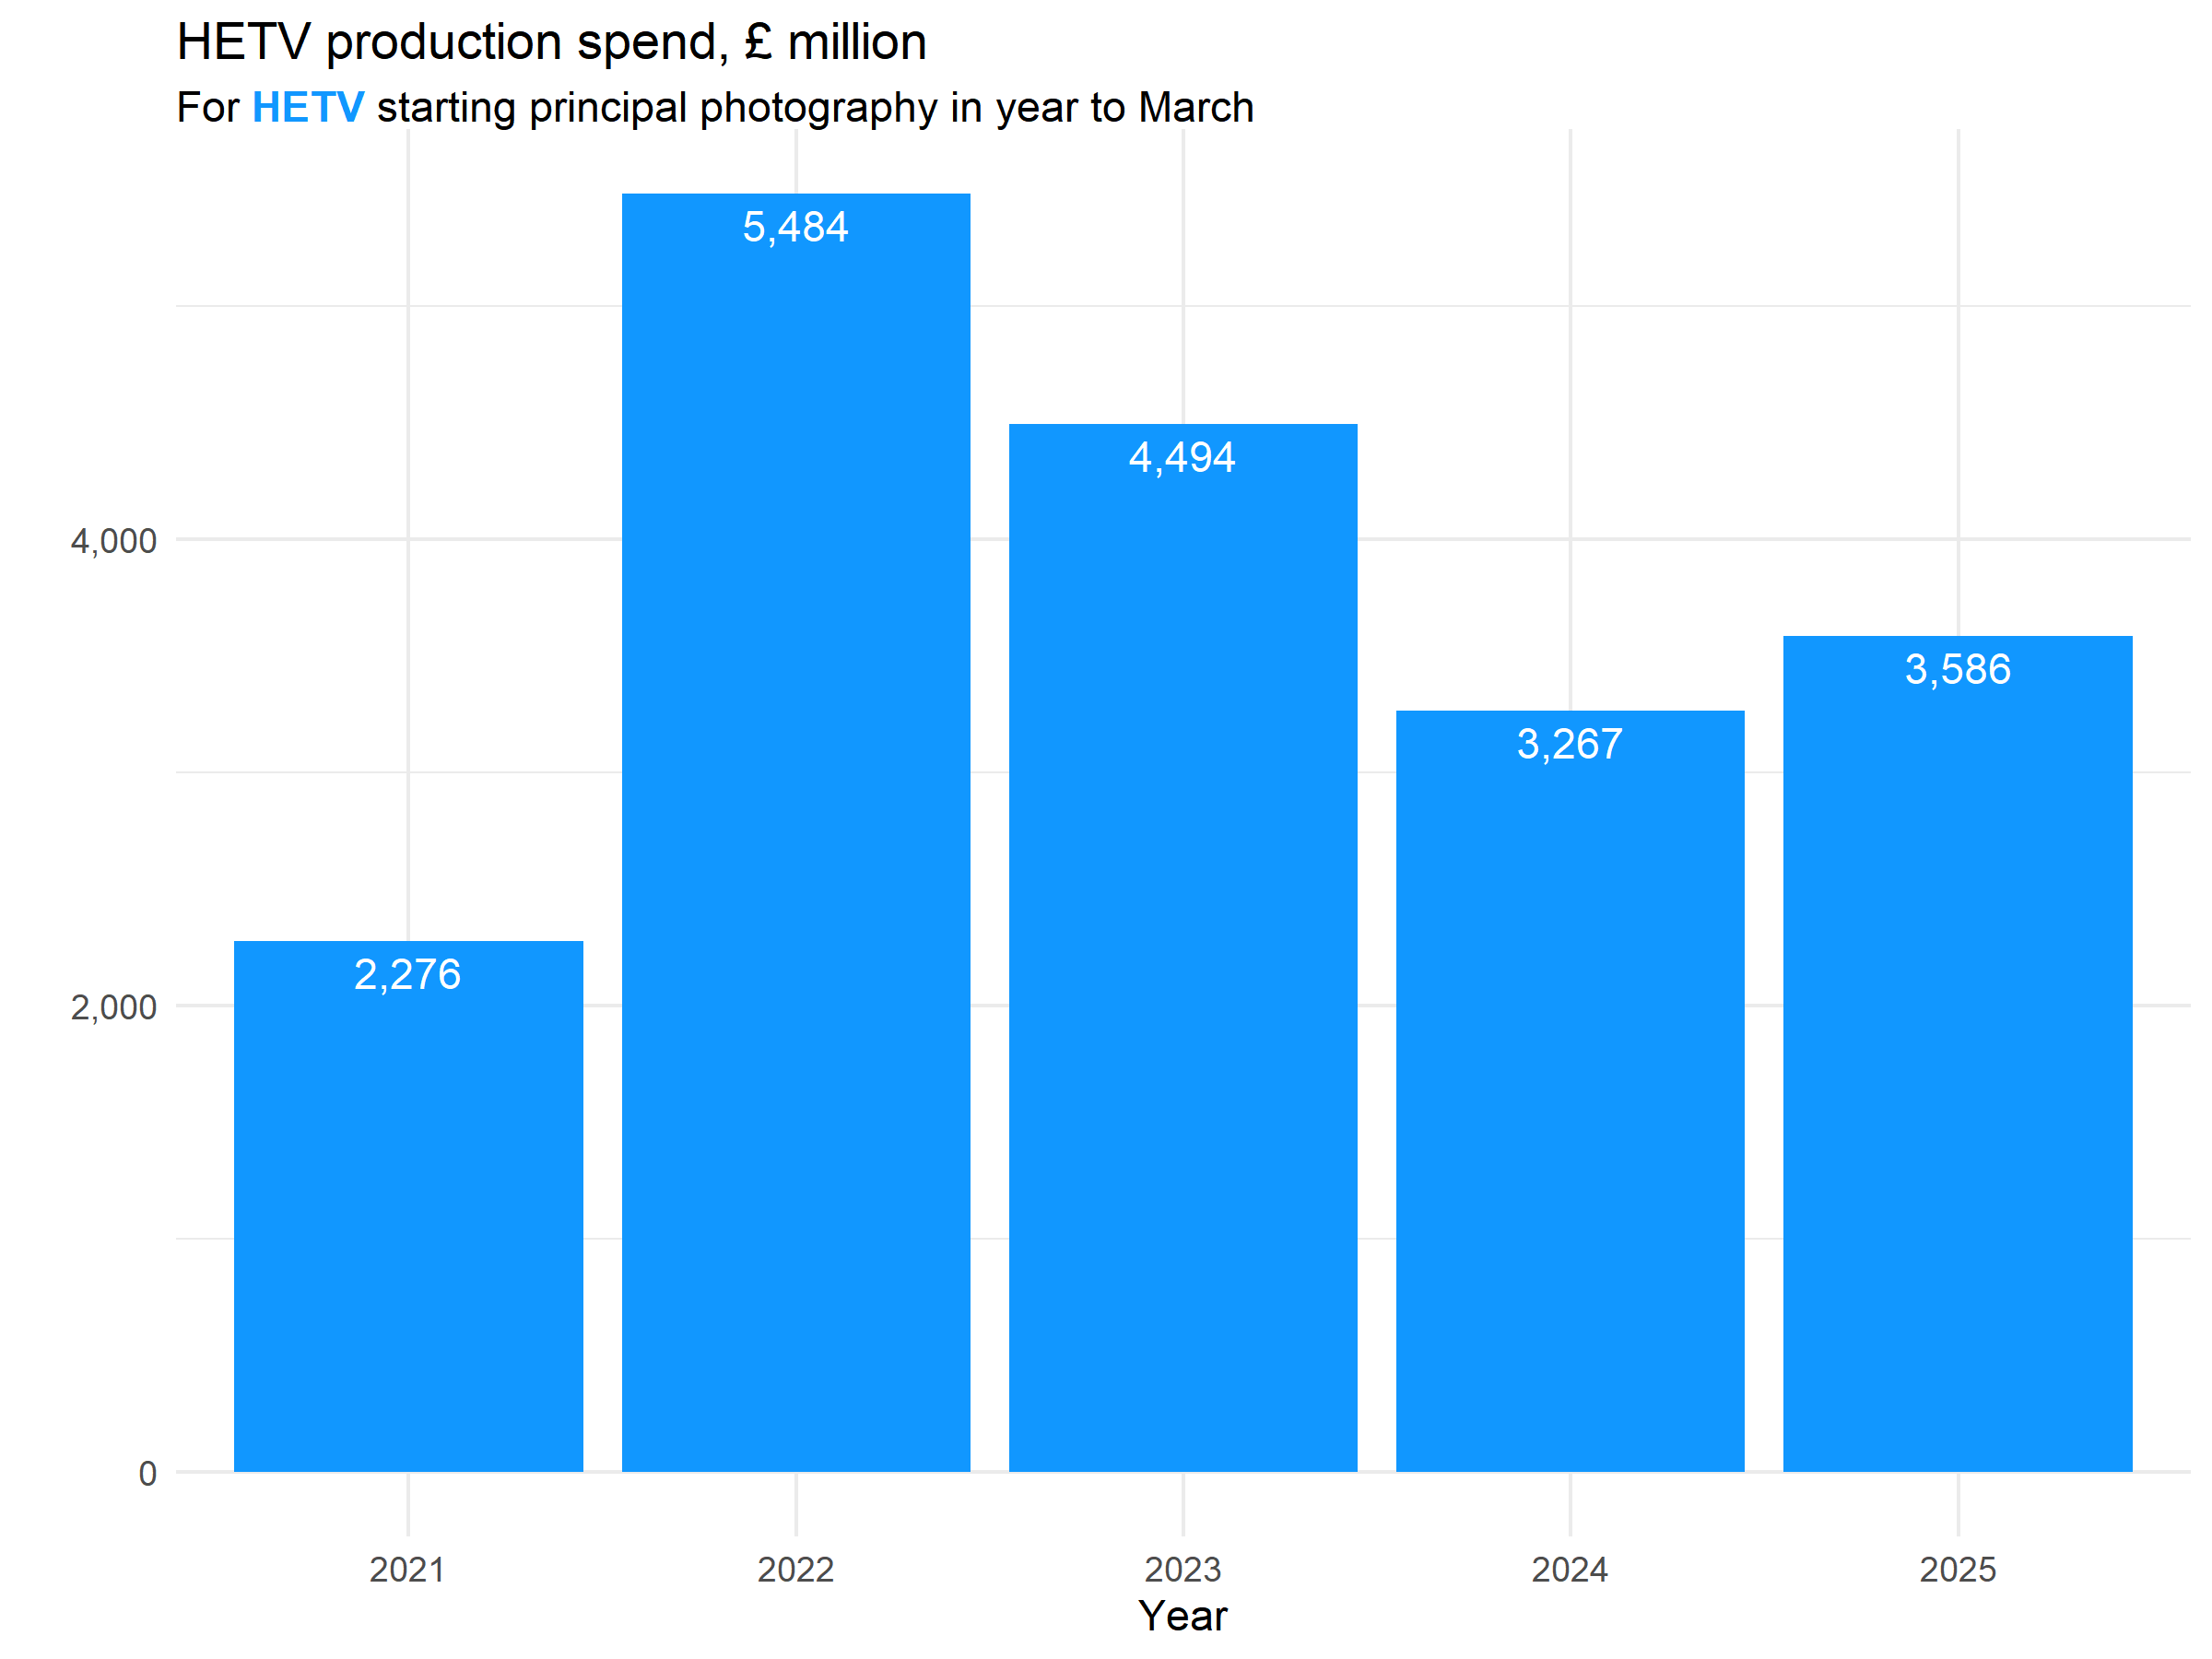 HETV production spend, £ million
For HETV starting principal photography in year to March
5,484
4,494
4,000
3,586
3,267
2,276
2,000
0
2021 2022 2023 2024 2025
Year